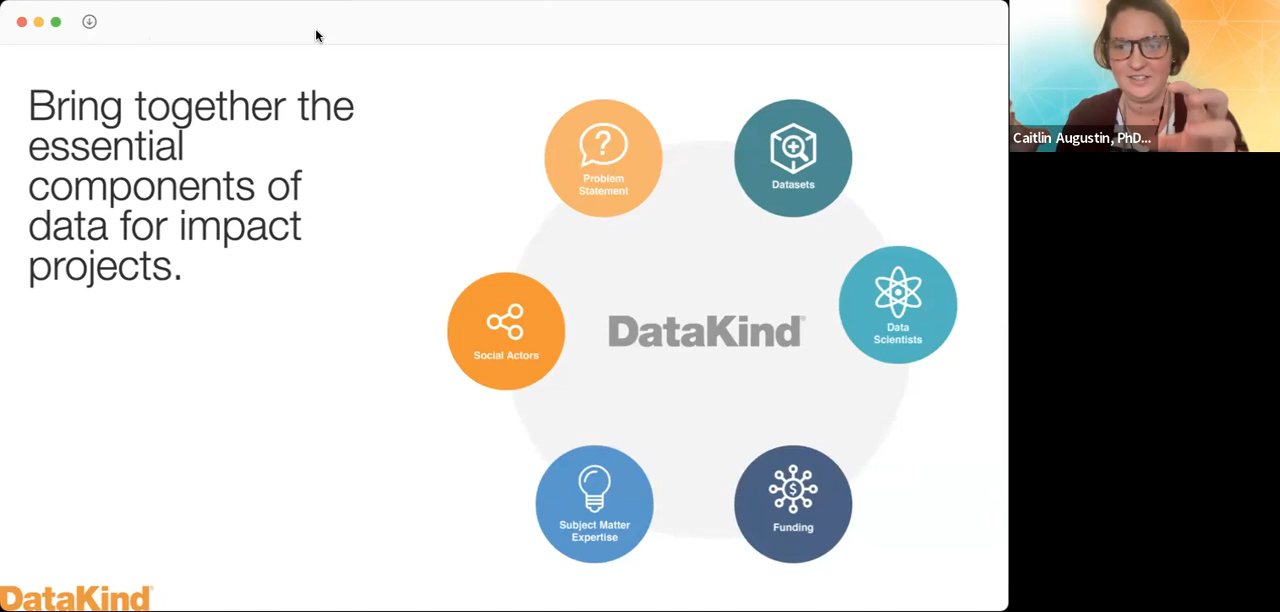 Bring together the
essential
components of
data for impact
projects.
Problem
Statement
Datasets
Social Actors
DataKind®
Data
Scientists
Subject Matter
Expertise
Funding
DataKind®
Caitlin Augustin, PhD...